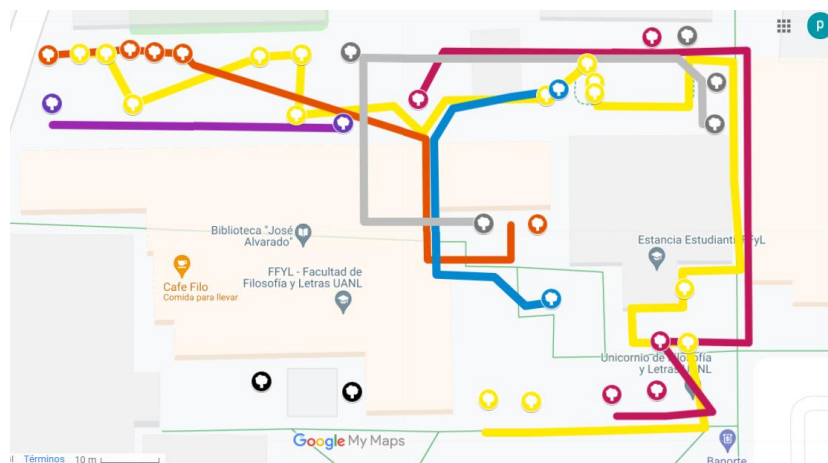 p
Biblioteca "José
Alvarado"
Estancia Estudianti FFyL
Cafe Filo
Comida para llevar
FFYL - Facultad de
Filosofía y Letras UANL
Unicornio de Filosofía
y Letras UANL
Google My Maps
Banorte
Términos
10 m